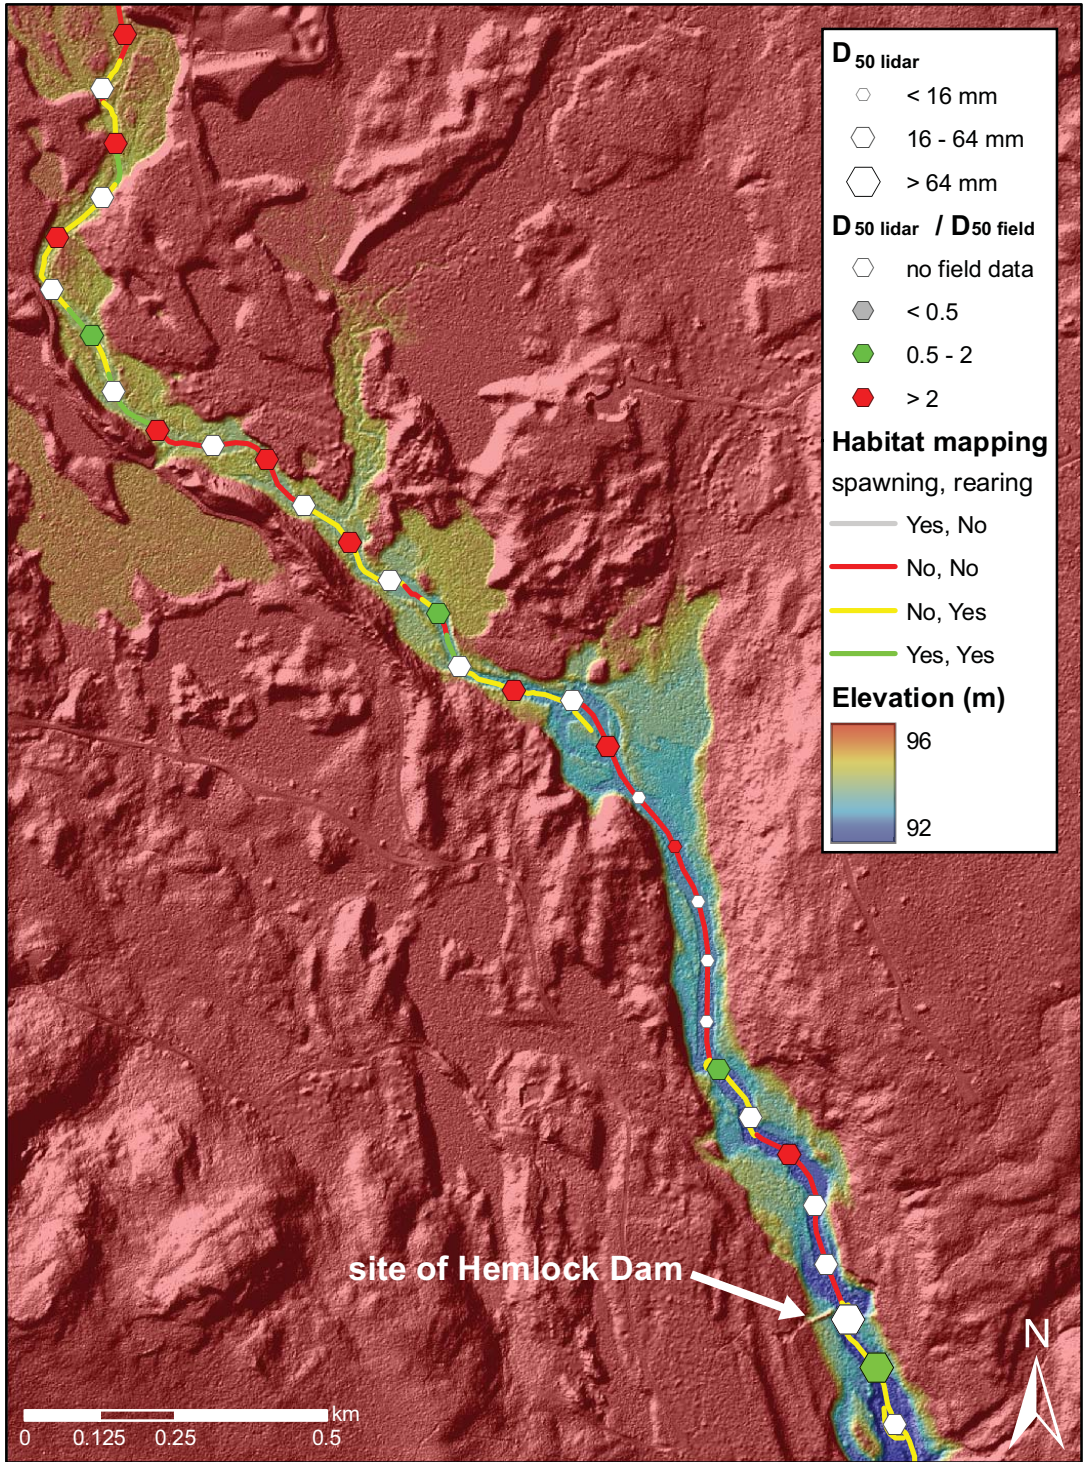 D50 lidar
< 16 mm
16 - 64 mm
> 64 mm
D50 lidar / D50 field
no field data
< 0.5
0.5 - 2
> 2
Habitat mapping
spawning, rearing
Yes, No
No, No
No, Yes
Yes, Yes
Elevation (m)
96
92
site of Hemlock Dam
N
km
0 0.125 0.25 0.5